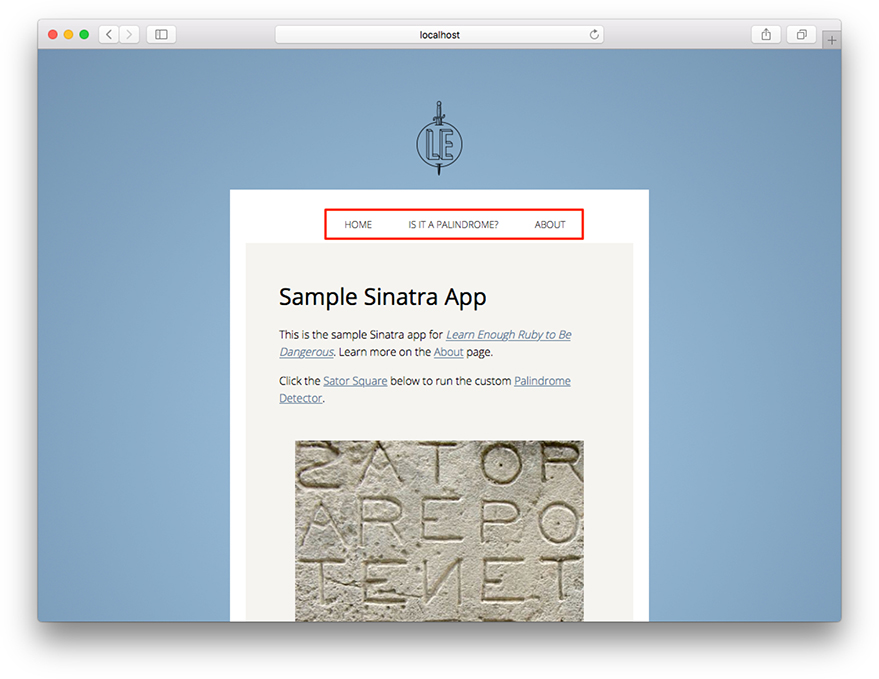 localhost
LE
HOME IS IT A PALINDROME? ABOUT
Sample Sinatra App
This is the sample Sinatra app for Learn Enough Ruby to Be
Dangerous. Learn more on the About page.
Click the Sator Square below to run the custom Palindrome
Detector.
SATOR
AREPO
TENET